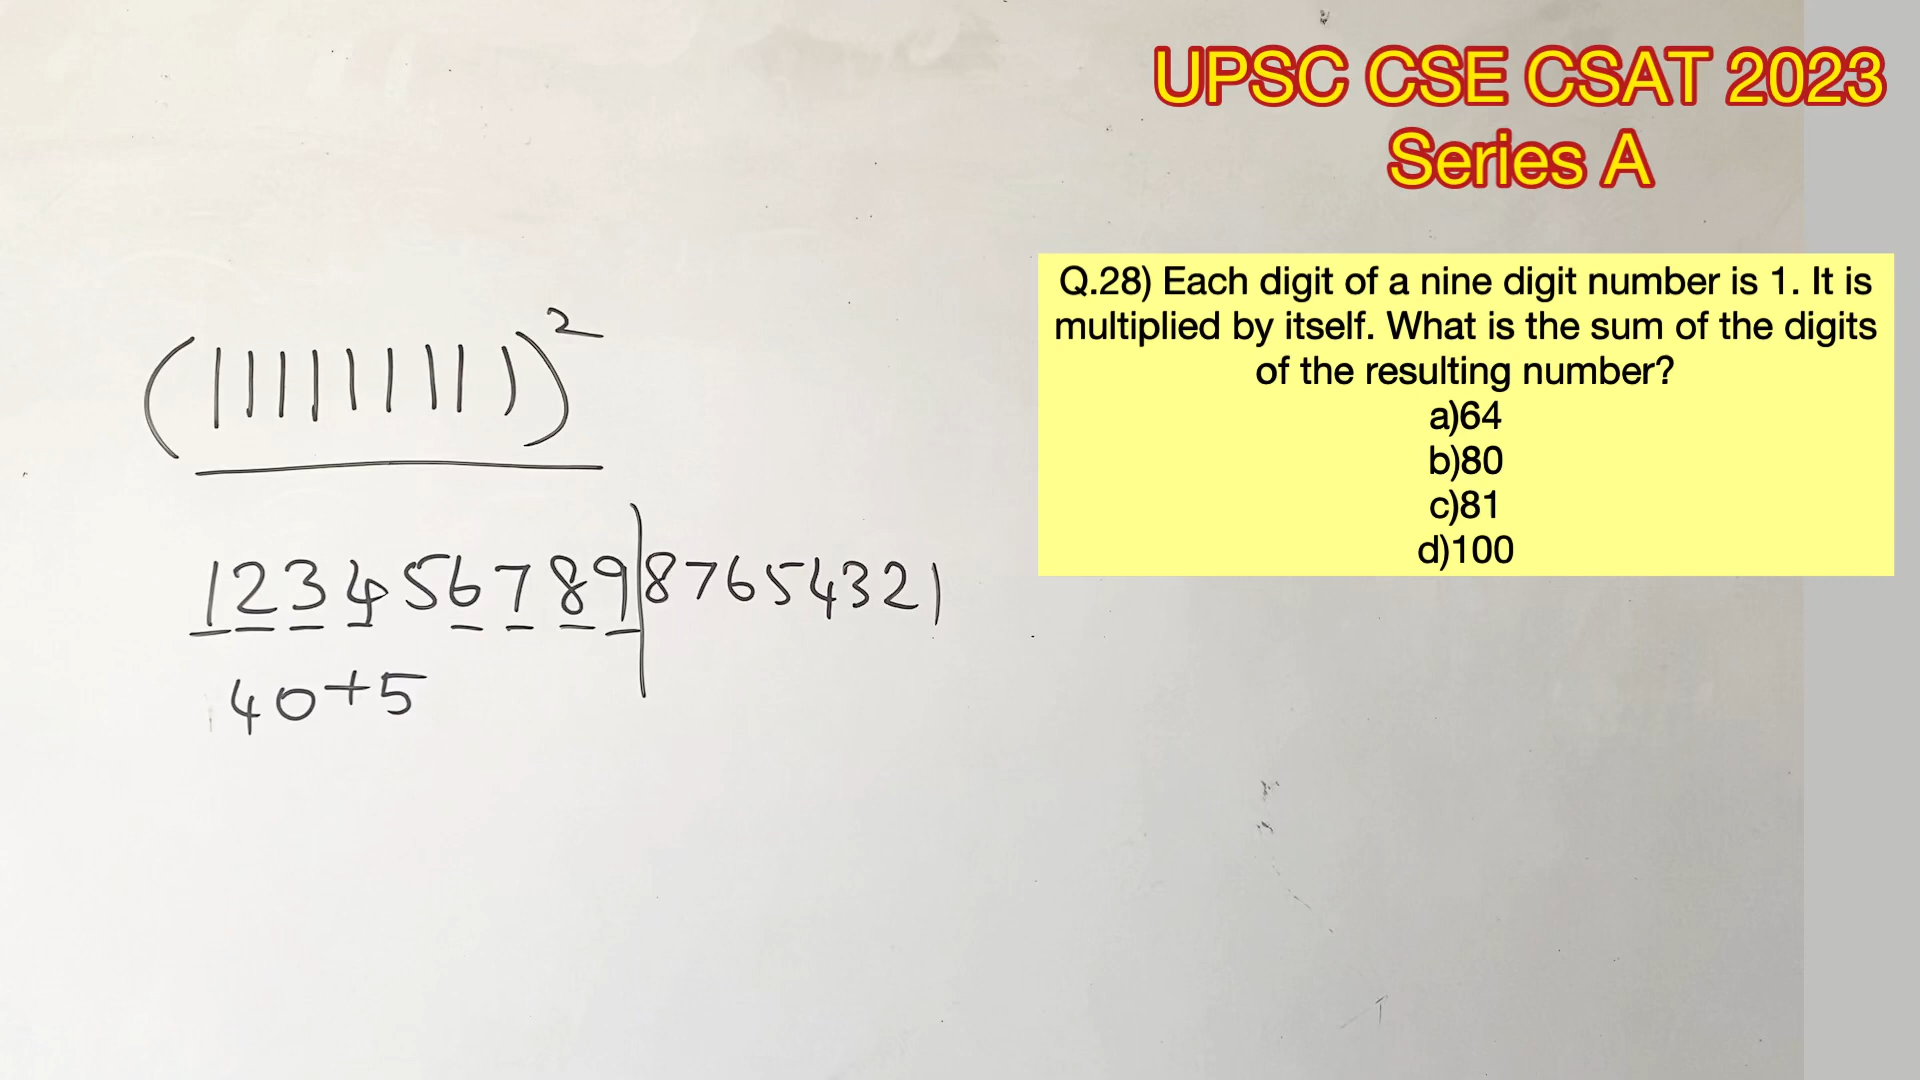 UPSC CSE CSAT 2023
Series A
Q.28) Each digit of a nine digit number is 1. It is
multiplied by itself. What is the sum of the digits
of the resulting number?
a)64
b)80
c)81
d)100
(111111111)²
12345678987654321
40+5